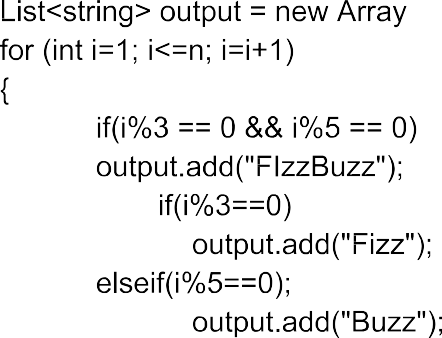 List<string> output = new Array
for (int i=1; i<=n; i=i+1)
{
if(i%3 == 0 && i%5 == 0)
output.add("FIzzBuzz");
if(i%3==0)
output.add("Fizz");
elseif(i%5==0);
output.add("Buzz");